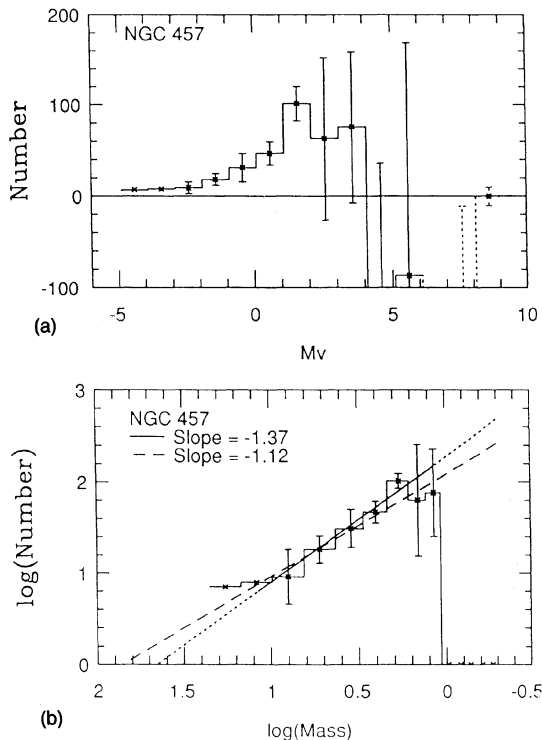 NGC 457
200
100
0
-100
Number
-5
0
5
10
Mv
(a)
NGC 457
Slope = -1.37
Slope = -1.12
3
2
1
0
log(Number)
2
1.5
1
0.5
0
-0.5
log(Mass)
(b)